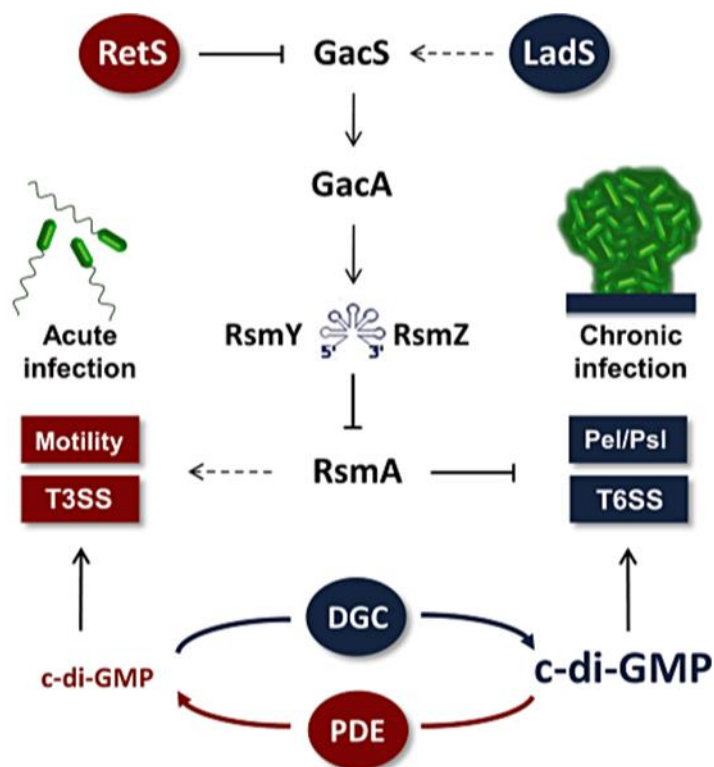 RetS
GacS
LadS
GacA
RsmY
5'
3'
RsmZ
Acute
infection
Chronic
infection
Motility
T3SS
RsmA
Pel/Psl
T6SS
DGC
c-di-GMP
c-di-GMP
PDE